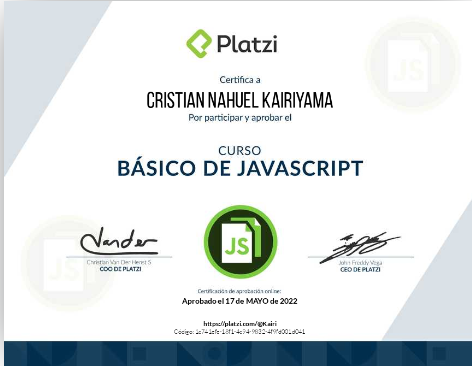 Platzi
Certifica a
CRISTIAN NAHUEL KAIRIYAMA
Por participar y aprobar el
CURSO
BÁSICO DE JAVASCRIPT
JS
Christian Van Der Henst S
COO DE PLATZI
John Freddy Vega
CEO DE PLATZI
Certificación de aprobación online:
Aprobado el 17 de MAYO de 2022
https://platzi.com/@Kairi
Código: